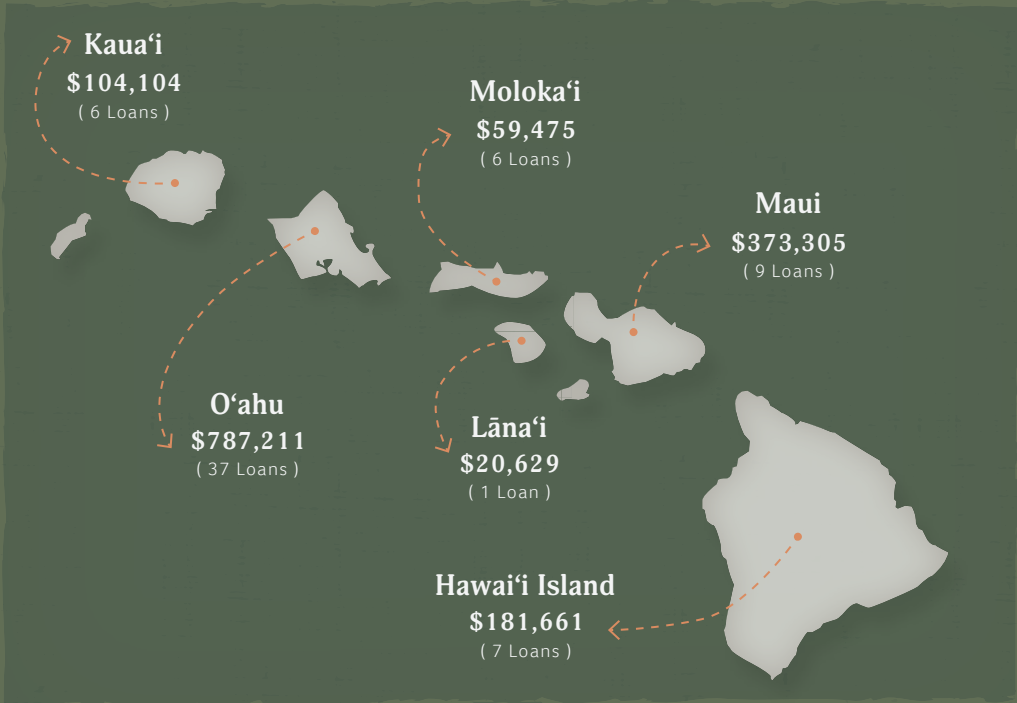 Kauaʻi
$104,104
( 6 Loans )
Molokaʻi
$59,475
( 6 Loans )
Maui
$373,305
( 9 Loans )
Oʻahu
$787,211
( 37 Loans )
Lānaʻi
$20,629
( 1 Loan )
Hawaiʻi Island
$181,661
( 7 Loans )